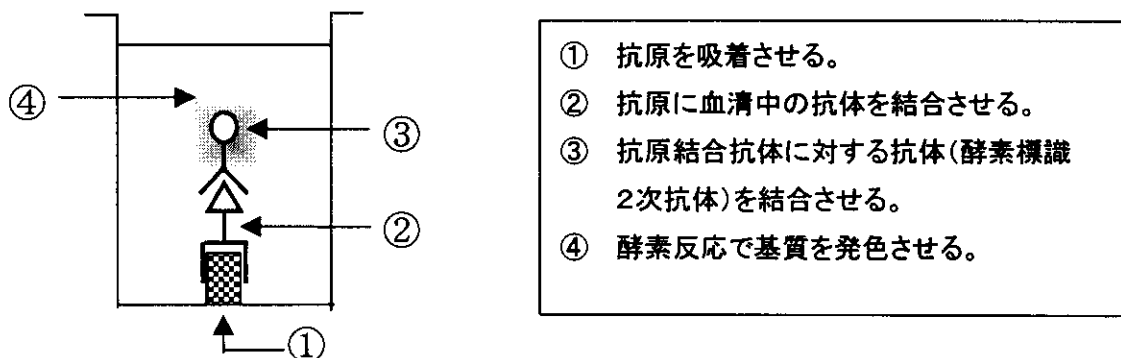 ④
③
②
①
① 抗原を吸着させる。
② 抗原に血清中の抗体を結合させる。
③ 抗原結合抗体に対する抗体(酵素標識
2次抗体)を結合させる。
④ 酵素反応で基質を発色させる。